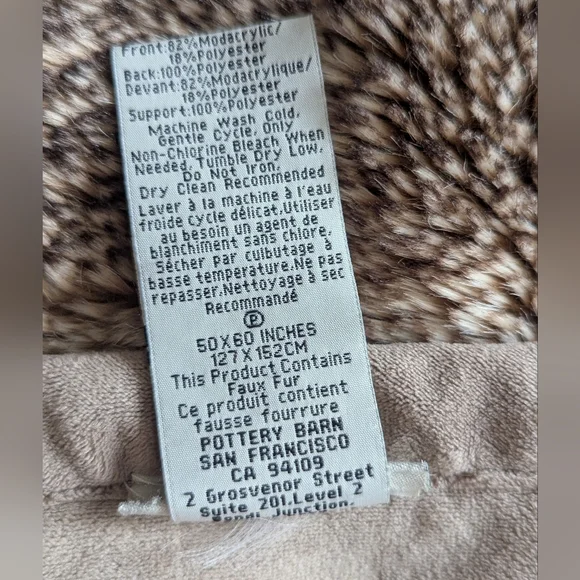 Front:82%Modacrylic/
18%Polyester
Back:100%Polyester
Devant:82%Modacrylique/
18%Polyester
Support:100%Polyester
Machine Wash Cold,
Gentle Cycle, Only
Non-Chlorine Bleach When
Needed, Tumble Dry Low,
Do Not Iron,
Dry Clean Recommended
Laver à la machine à l'eau
froide cycle délicat.Utiliser
au besoin un agent de
blanchiment sans chlore,
Sécher par culbutage à
basse temperature.Ne pas
repasser.Nettoyage à sec
Recommandé
P
50X60 INCHES
127X152CM
This Product Contains
Faux Fur
Ce produit contient
fausse fourrure
POTTERY BARN
SAN FRANCISCO
CA 94109
2 Grosvenor Street
Suite 201.Level 2
Junction.